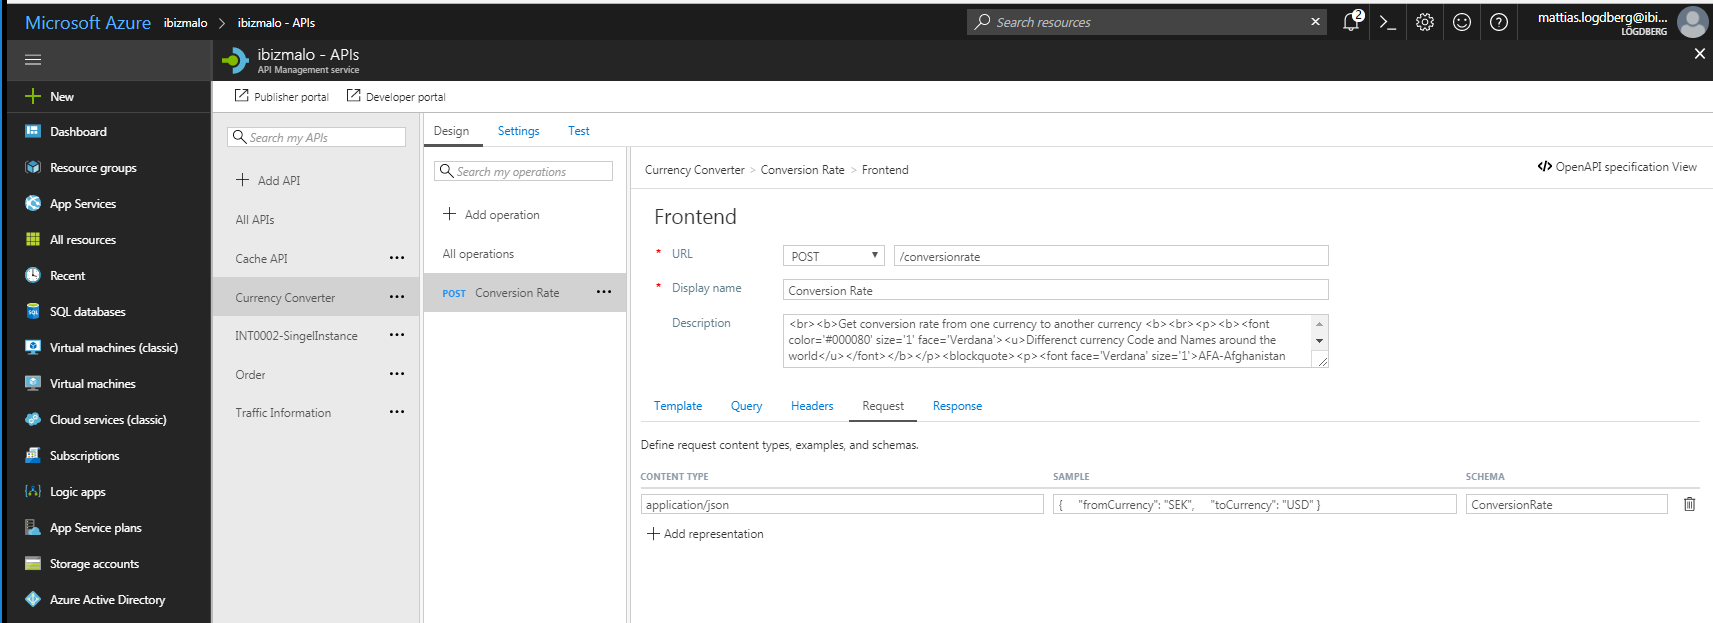 Microsoft Azure ibizmalo > ibizmalo - APIs
Search resources
2
mattias.logdberg@ibi...
LOGDBERG
ibizmalo - APIs
API Management service
New
Dashboard
Resource groups
App Services
All resources
Recent
SQL databases
Virtual machines (classic)
Virtual machines
Cloud services (classic)
Subscriptions
Logic apps
App Service plans
Storage accounts
Azure Active Directory
Publisher portal
Developer portal
Search my APIs
Add API
All APIs
Cache API
Currency Converter
INT0002-SingelInstance
Order
Traffic Information
Design Settings Test
Search my operations
Add operation
All operations
POST Conversion Rate
Currency Converter > Conversion Rate > Frontend
</> OpenAPI specification View
Frontend
* URL POST /conversionrate
* Display name Conversion Rate
Description
<br><b>Get conversion rate from one currency to another currency <b><br><p><b><font
color='#000080' size='1' face='Verdana'><u>Differenct currency Code and Names around the
world</u></font></b></p><blockquote><p><font face='Verdana' size='1'>AFA-Afghanistan
Template Query Headers Request Response
Define request content types, examples, and schemas.
CONTENT TYPE SAMPLE SCHEMA
application/json { "fromCurrency": "SEK", "toCurrency": "USD" } ConversionRate
Add representation